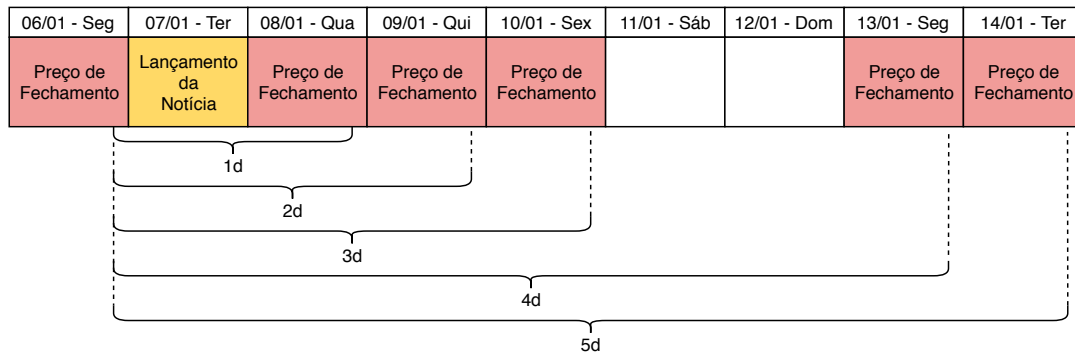 06/01 - Seg
07/01 - Ter
08/01 - Qua
09/01 - Qui
10/01 - Sex
11/01 - Sáb
12/01 - Dom
13/01 - Seg
14/01 - Ter
Preço de
Fechamento
Lançamento
da
Notícia
Preço de
Fechamento
Preço de
Fechamento
Preço de
Fechamento
Preço de
Fechamento
Preço de
Fechamento
1d
2d
3d
4d
5d